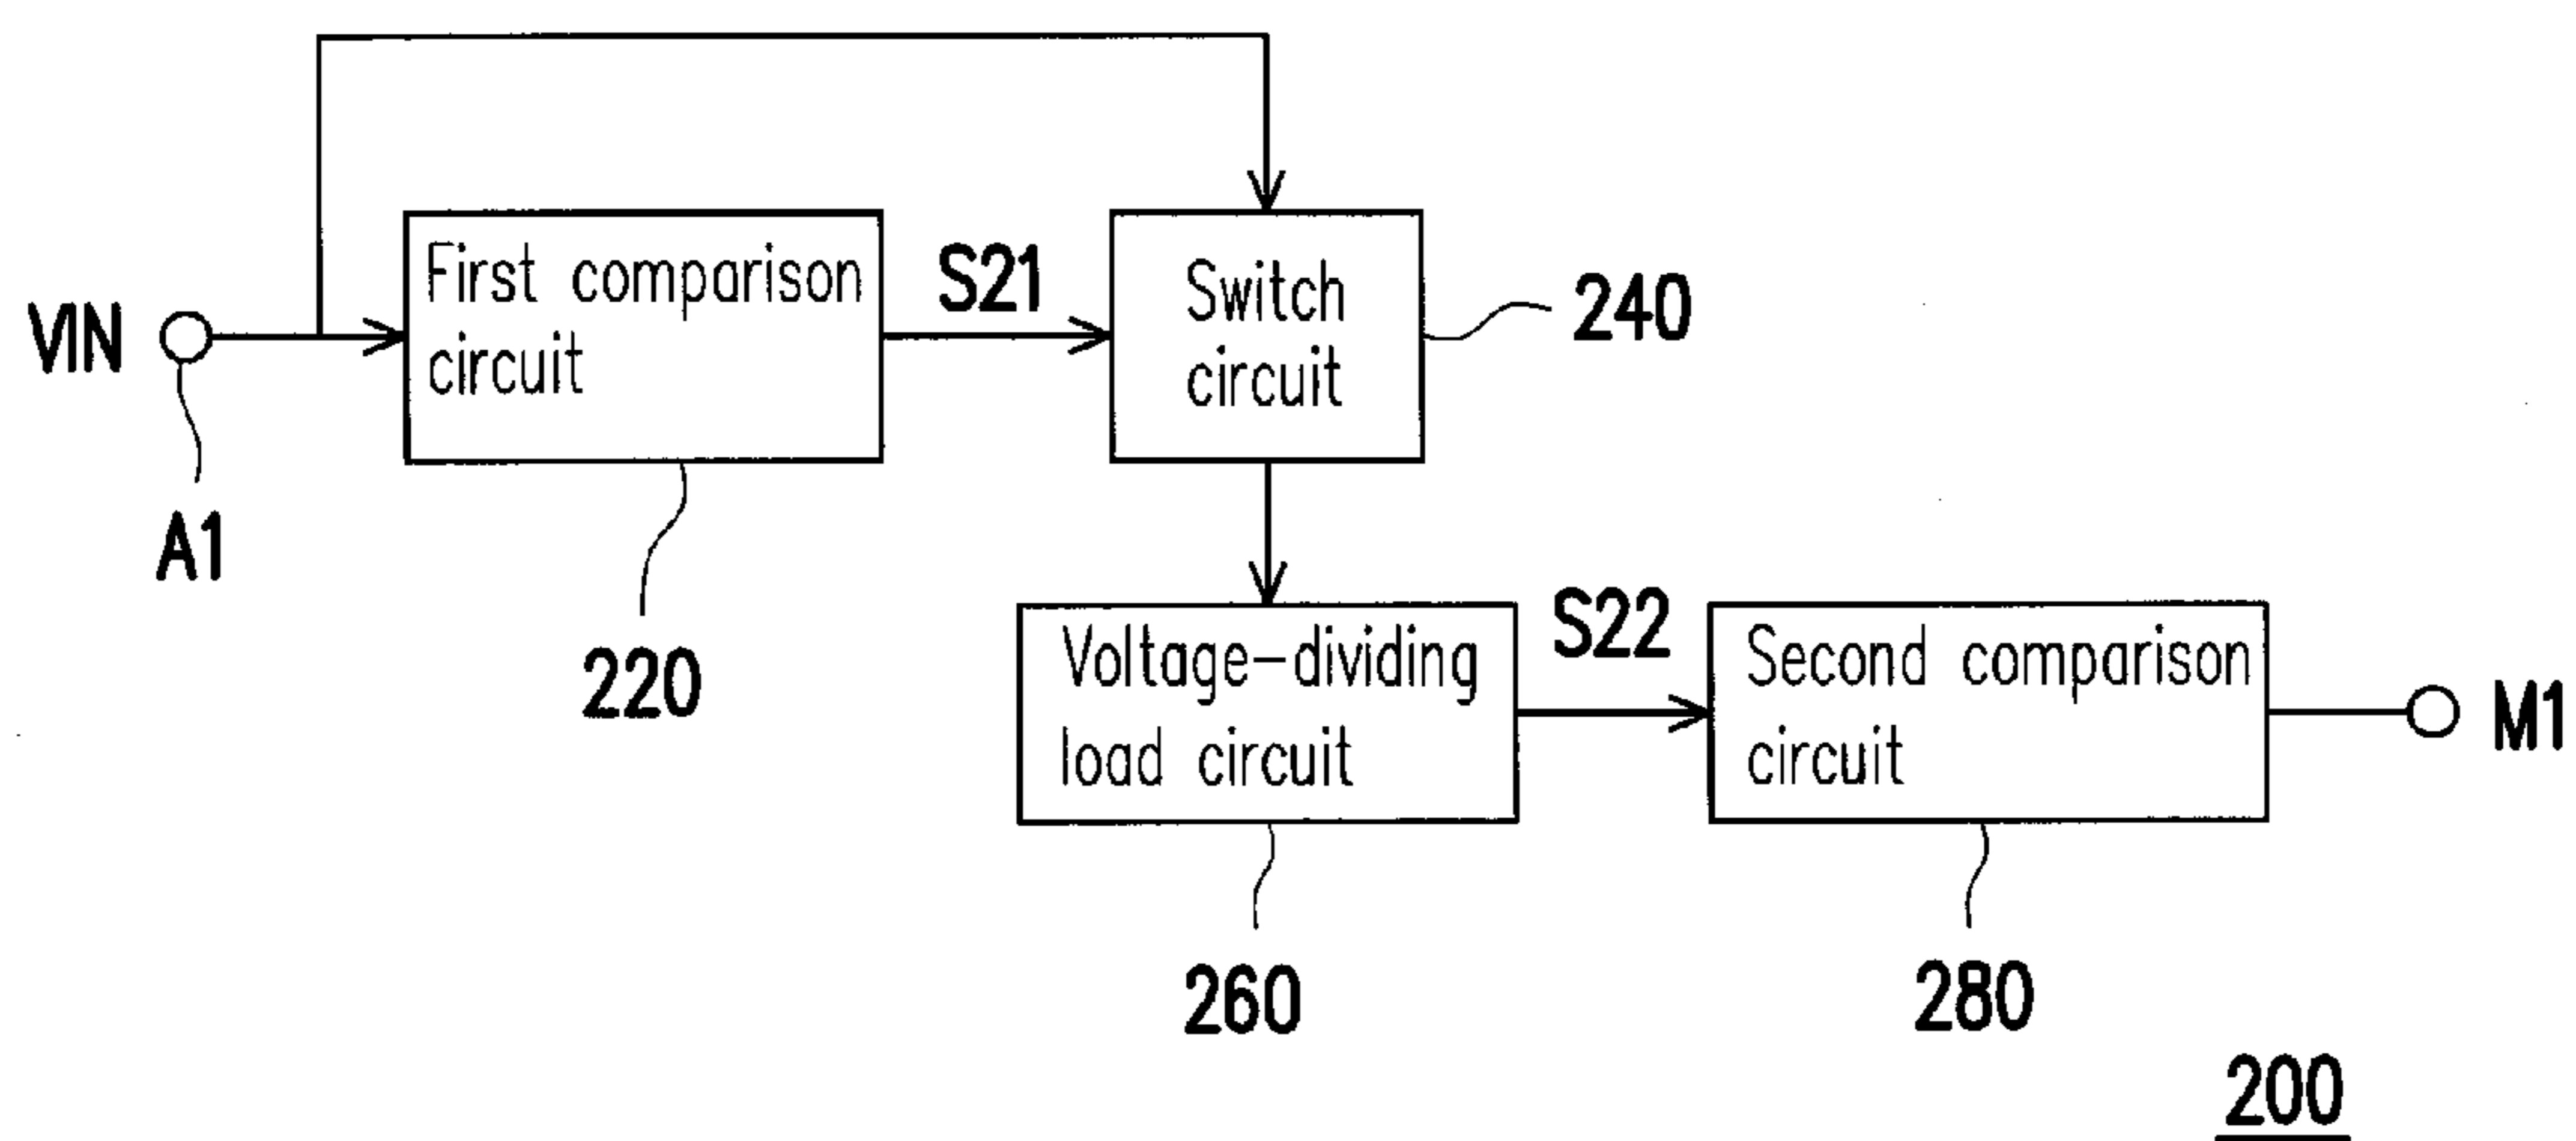 First comparison
circuit
S21
Switch
circuit
240
VIN
A1
220
Voltage-dividing
load circuit
S22
Second comparison
circuit
M1
260
280
200